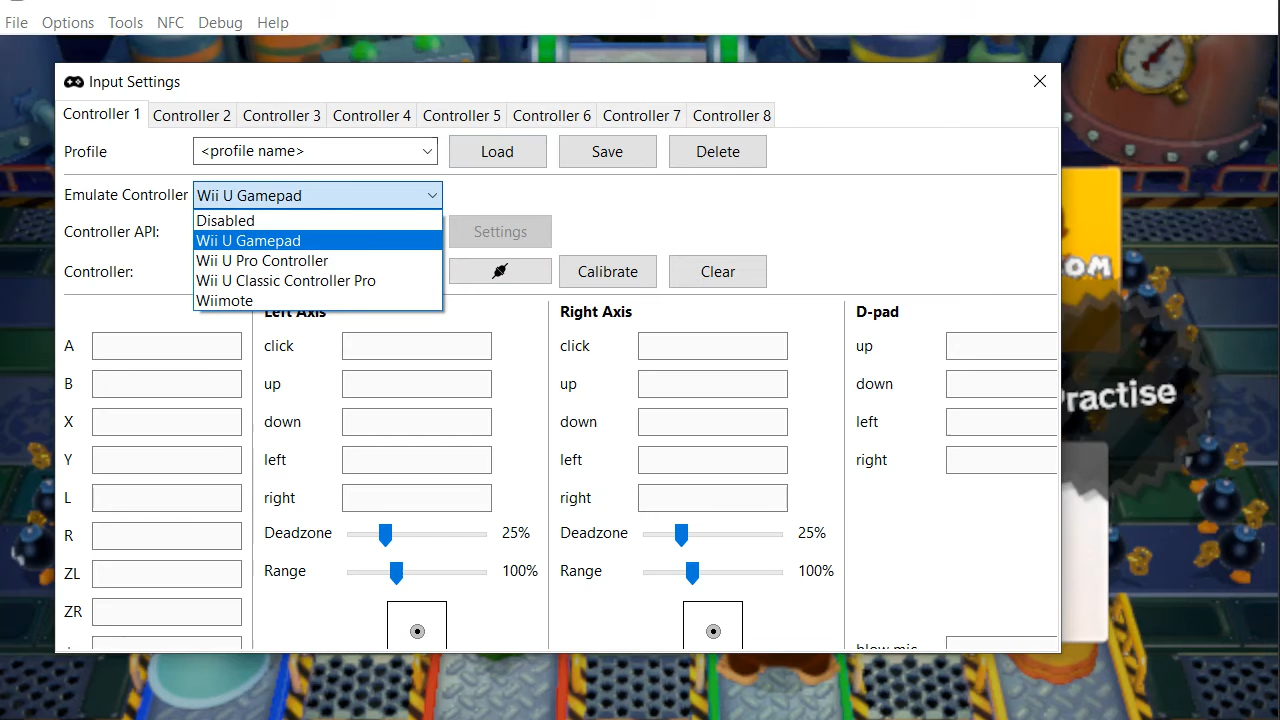 File Options Tools NFC Debug Help
Input Settings
Controller 1 Controller 2 Controller 3 Controller 4 Controller 5 Controller 6 Controller 7 Controller 8
Profile <profile name> Load Save Delete
Emulate Controller Wii U Gamepad
Disabled
Controller API: Settings
Wii U Gamepad
Wii U Pro Controller
Controller: Calibrate Clear
Wii U Classic Controller Pro
Wiimote
Left Axis Right Axis D-pad
A click click up
B up up down
X down down left
Y left left right
L right right
R Deadzone 25% Deadzone 25%
ZL Range 100% Range 100%
ZR
blow mic
OM
Practise